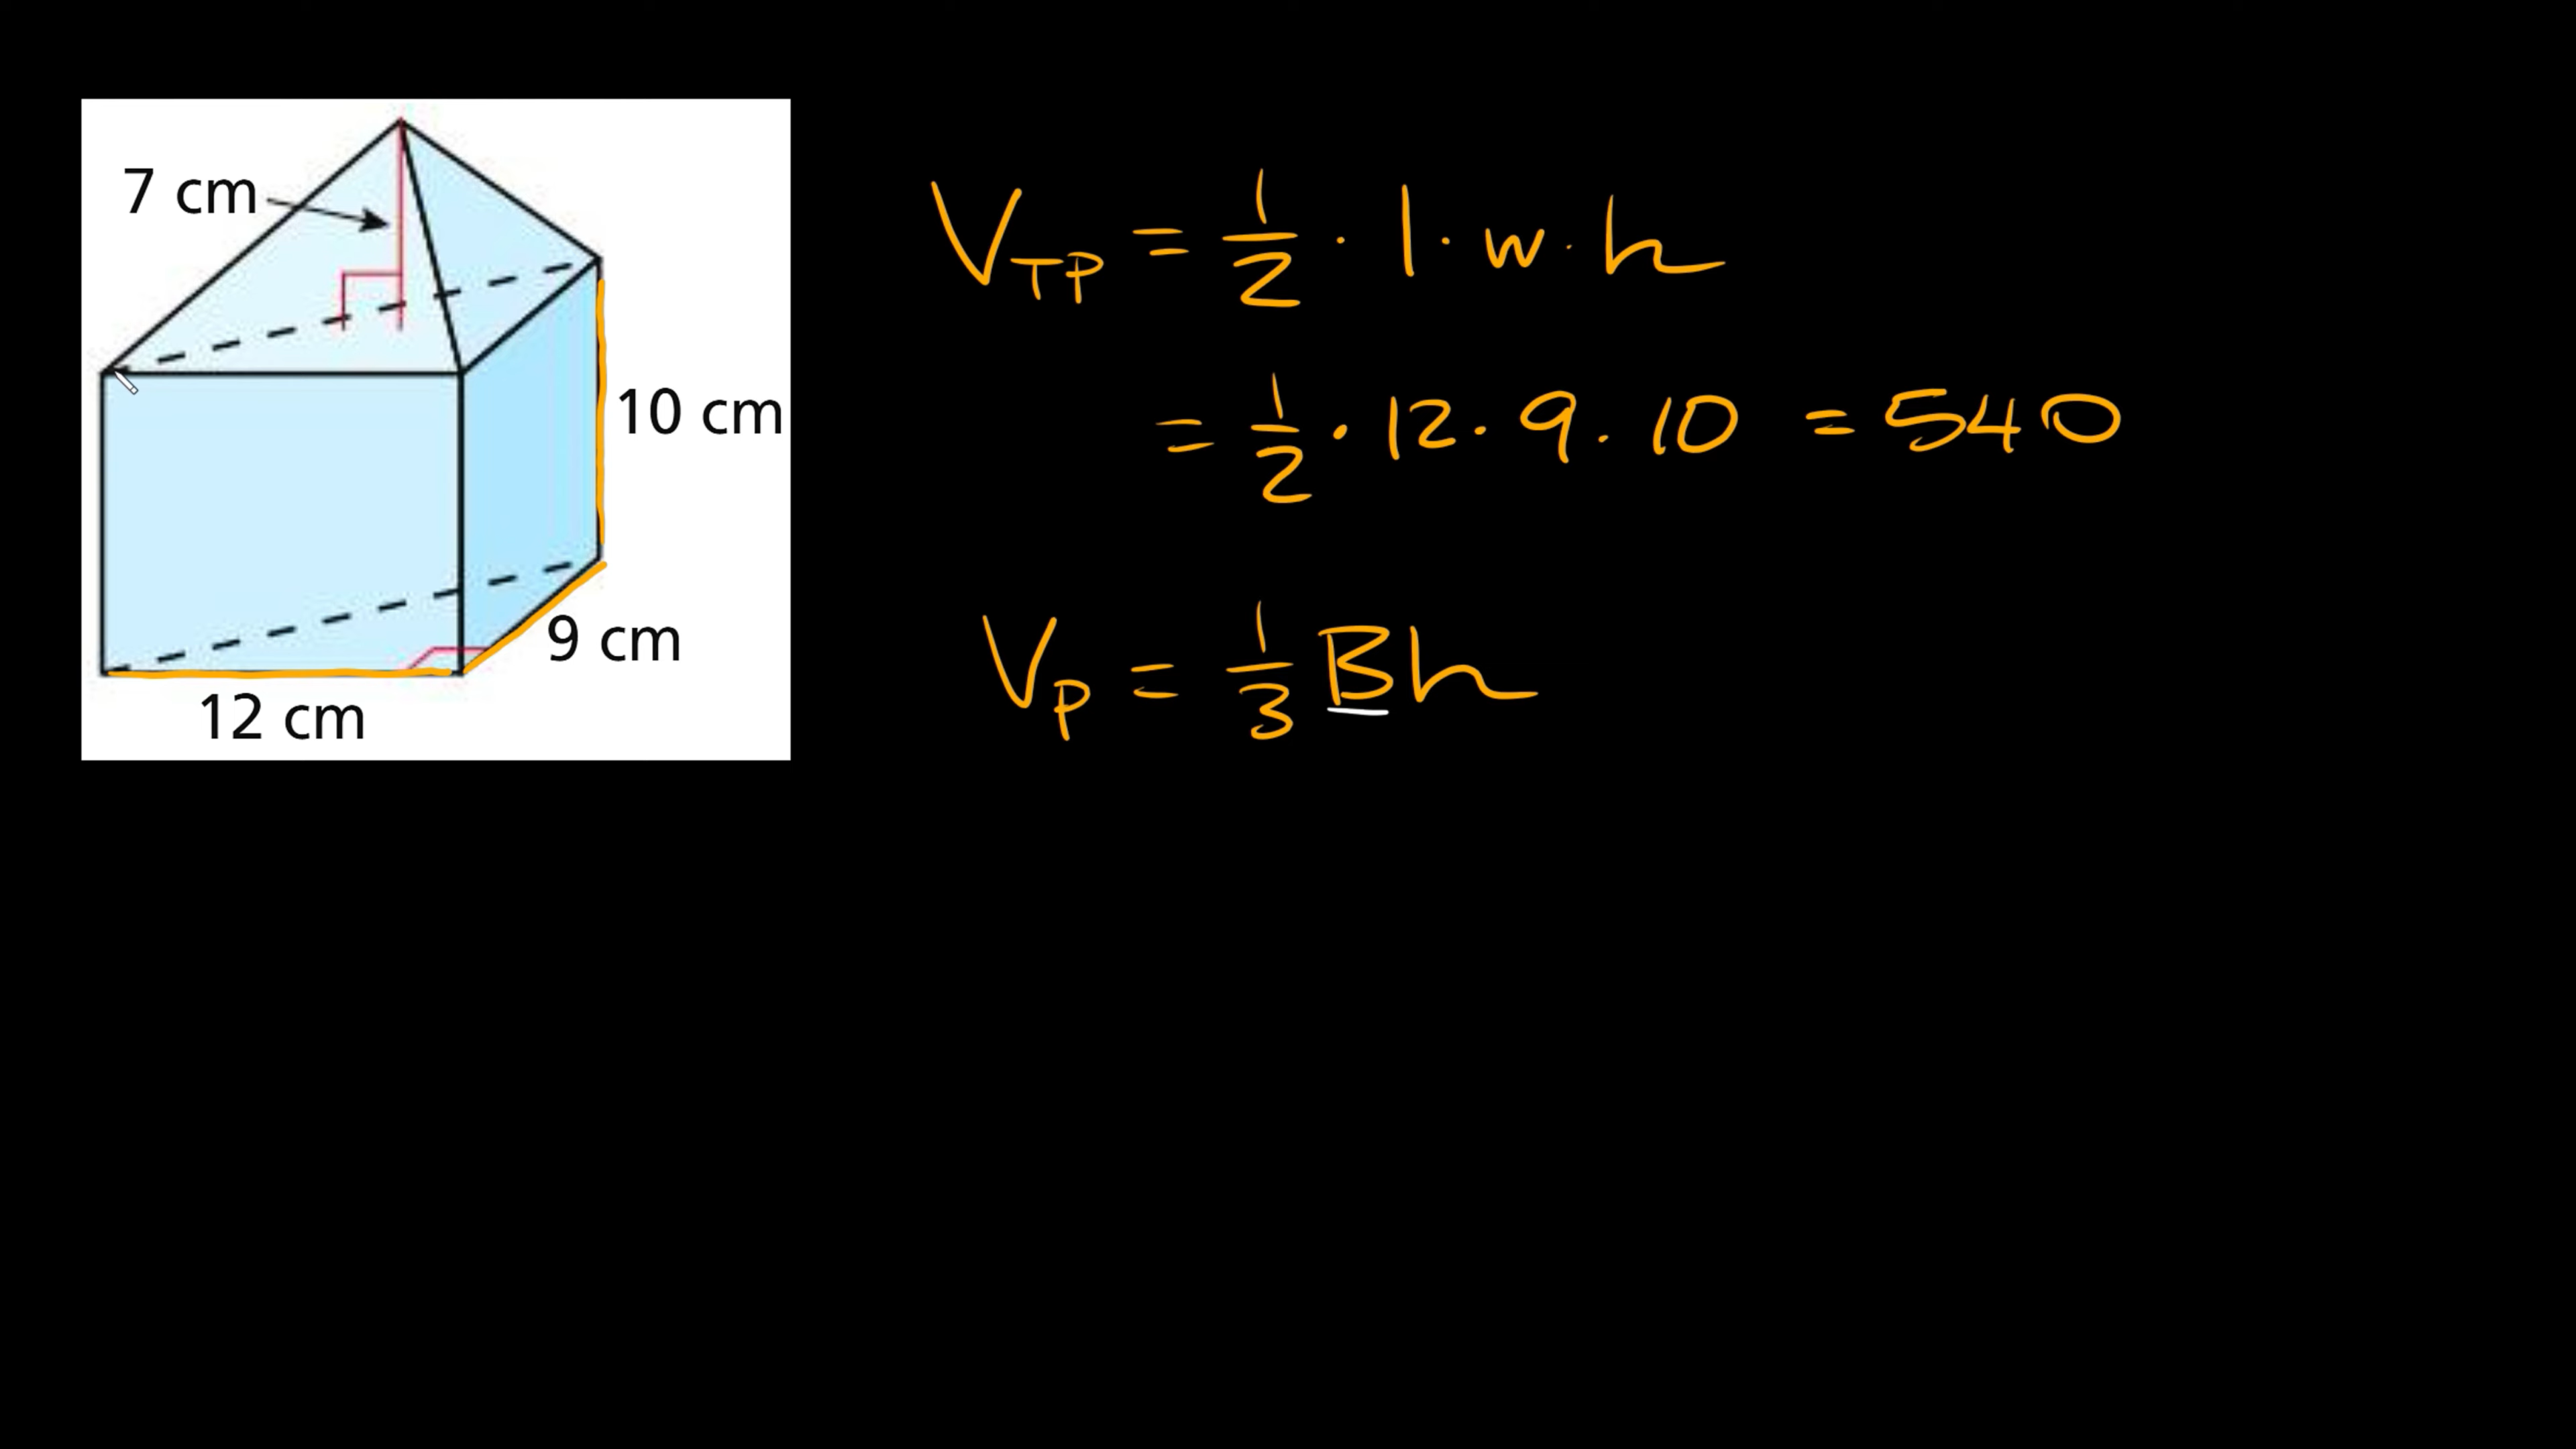 7 cm
10 cm
9 cm
12 cm
V_TP = 1/2 · l · w · h
= 1/2 · 12 · 9 · 10 = 540
V_P = 1/3 Bh